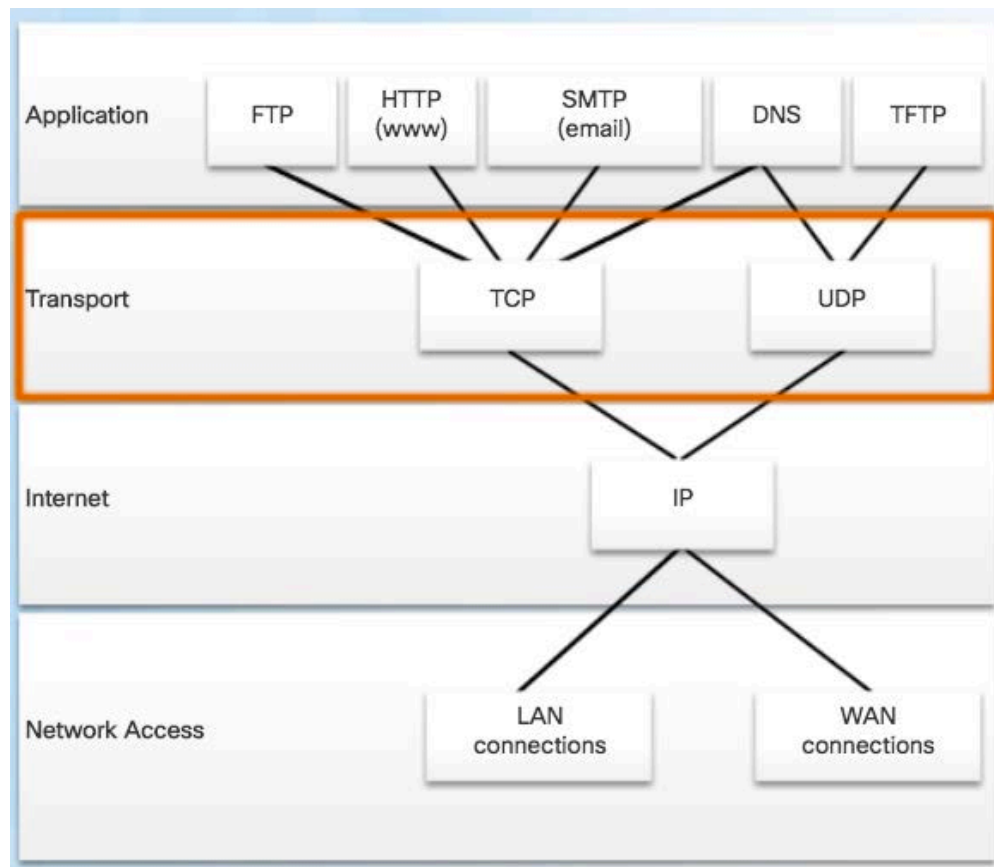 Application
FTP
HTTP
(www)
SMTP
(email)
DNS
TFTP
Transport
TCP
UDP
Internet
IP
Network Access
LAN
connections
WAN
connections